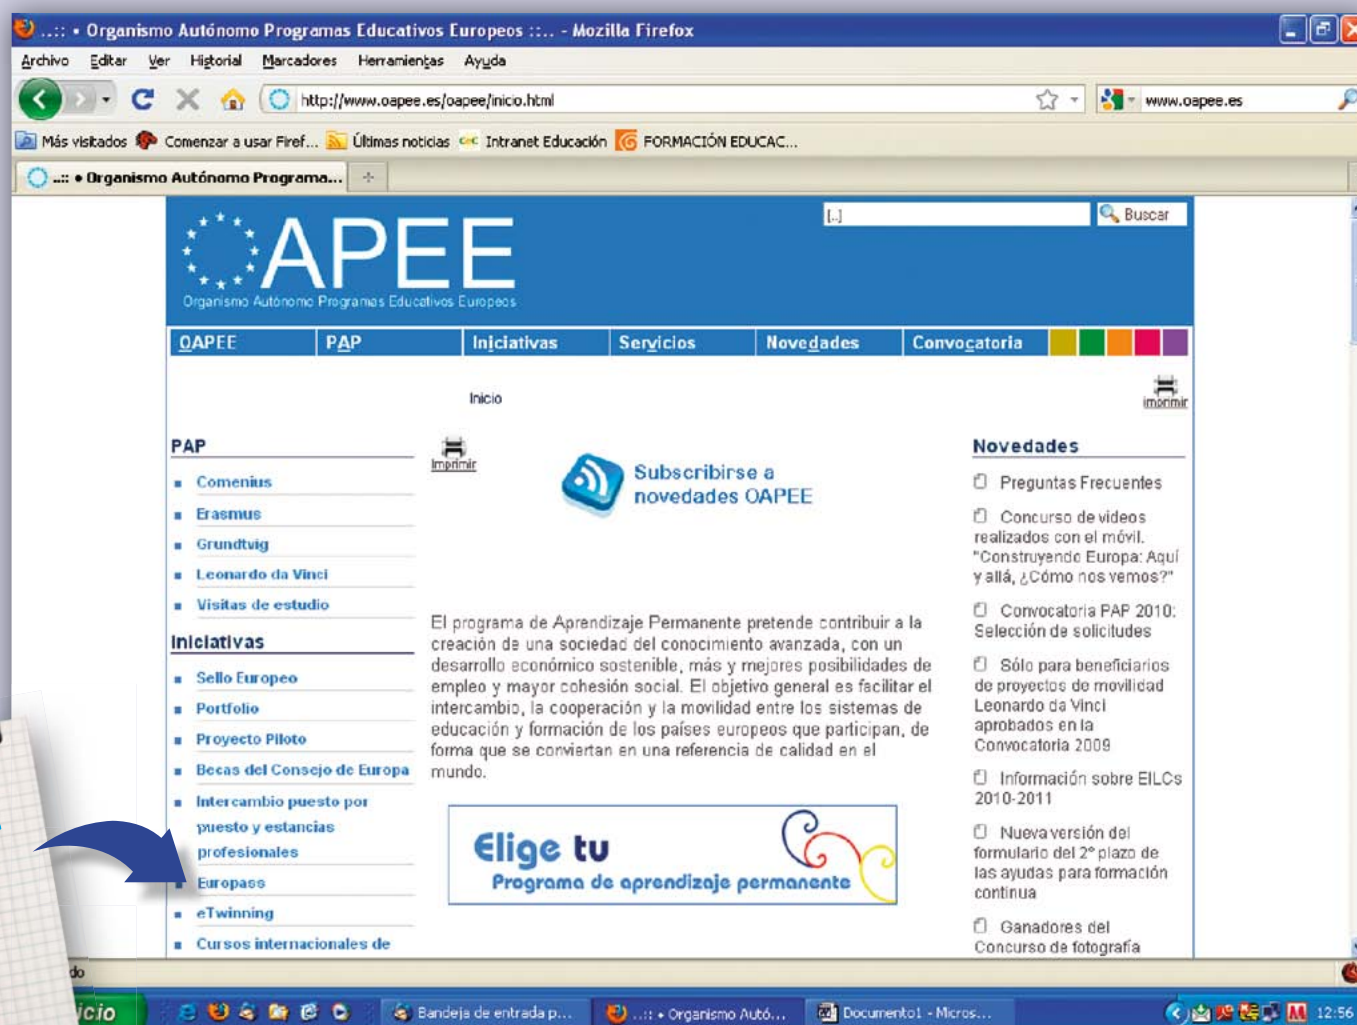 ..:: • Organismo Autónomo Programas Educativos Europeos ::.. - Mozilla Firefox
Archivo Editar Ver Historial Marcadores Herramientas Ayuda
http://www.oapee.es/oapee/inicio.html
www.oapee.es
Más visitados Comenzar a usar Firef... Últimas noticias Intranet Educación FORMACIÓN EDUCAC...
..:: • Organismo Autónomo Programa...
[..]
Buscar
OAPEE
Organismo Autónomo Programas Educativos Europeos
OAPEE PAP Iniciativas Servicios Novedades Convocatoria
Inicio
imprimir
PAP
Comenius
Erasmus
Grundtvig
Leonardo da Vinci
Visitas de estudio
Iniciativas
Sello Europeo
Portfolio
Proyecto Piloto
Becas del Consejo de Europa
Intercambio puesto por
puesto y estancias
profesionales
Europass
eTwinning
Cursos internacionales de
Imprimir
Subscribirse a
novedades OAPEE
El programa de Aprendizaje Permanente pretende contribuir a la
creación de una sociedad del conocimiento avanzada, con un
desarrollo económico sostenible, más y mejores posibilidades de
empleo y mayor cohesión social. El objetivo general es facilitar el
intercambio, la cooperación y la movilidad entre los sistemas de
educación y formación de los países europeos que participan, de
forma que se conviertan en una referencia de calidad en el
mundo.
Elige tu
Programa de aprendizaje permanente
Novedades
Preguntas Frecuentes
Concurso de videos
realizados con el móvil.
"Construyendo Europa: Aquí
y allá, ¿Cómo nos vemos?"
Convocatoria PAP 2010:
Selección de solicitudes
Sólo para beneficiarios
de proyectos de movilidad
Leonardo da Vinci
aprobados en la
Convocatoria 2009
Información sobre EILCs
2010-2011
Nueva versión del
formulario del 2º plazo de
las ayudas para formación
continua
Ganadores del
Concurso de fotografía
do
icio
Bandeja de entrada p...
..:: • Organismo Autó...
Documento1 - Micros...
12:56